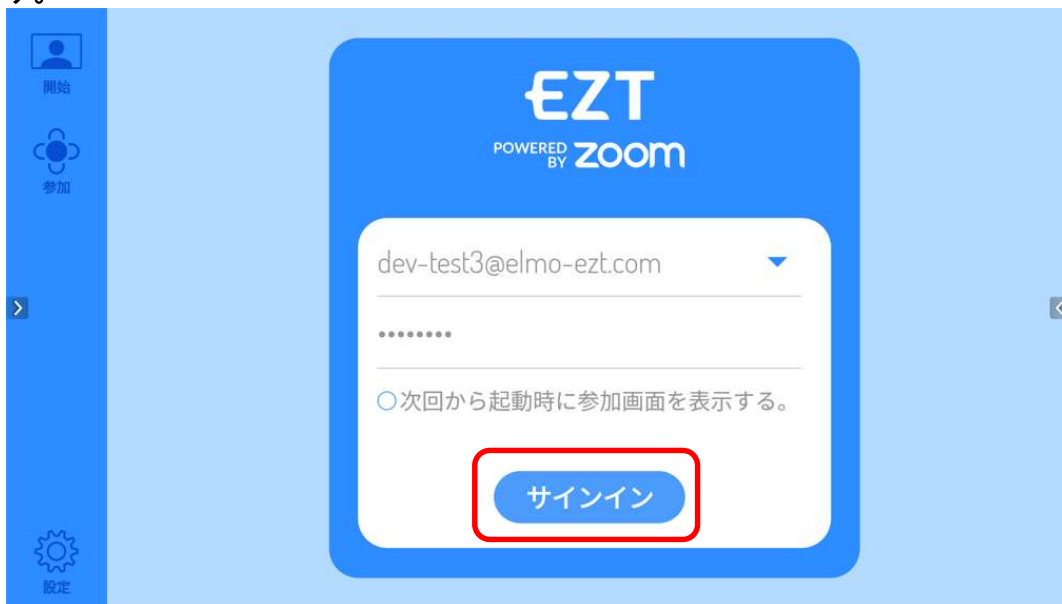 す。
開始
参加
設定
EZT
POWERED BY zoom
dev-test3@elmo-ezt.com
••••••••
○次回から起動時に参加画面を表示する。
サインイン